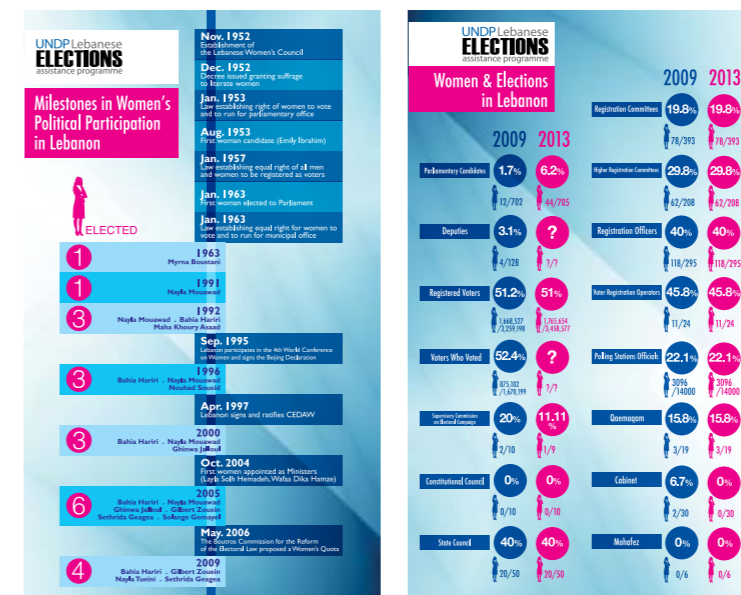 UNDP Lebanese
ELECTIONS
assistance programme
Milestones in Women's
Political Participation
in Lebanon
Nov. 1952
Establishment of
the Lebanese Women's Council
Dec. 1952
Decree issued granting suffrage
to literate women
Jan. 1953
Law establishing right of women to vote
and to run for parliamentary office
Aug. 1953
First woman candidate (Emily Ibrahim)
Jan. 1957
Law establishing equal right of all men
and women to be registered as voters
Jan. 1963
First woman elected to Parliament
Jan. 1963
Law establishing equal right for women to
vote and to run for municipal office
ELECTED
1
1963
Myrna Boustani
1
1991
Nayla Mouawad
3
1992
Nayla Mouawad . Bahia Hariri
Maha Khoury Asaad
Sep. 1995
Lebanon participates in the 4th World Conference
on Women and signs the Beijing Declaration
3
1996
Bahia Hariri . Nayla Mouawad
Nouhad Soueid
Apr. 1997
Lebanon signs and ratifies CEDAW
3
2000
Bahia Hariri . Nayla Mouawad
Ghinwa Jalloul
Oct. 2004
First women appointed as Ministers
(Layla Solh Hemadeh, Wafaa Dika Hamze)
6
2005
Bahia Hariri . Nayla Mouawad
Ghinwa Jalloul . Gilbert Zouein
Sethrida Geagea . Solange Gemayel
May. 2006
The Boutros Commission for the Reform
of the Electoral Law proposed a Women's Quota
4
2009
Bahia Hariri . Gilbert Zouein
Nayla Tueini . Sethrida Geagea
UNDP Lebanese
ELECTIONS
assistance programme
Women & Elections
in Lebanon
2009 2013
Parliamentary Candidates 1.7% 6.2%
12/702 44/705
Deputies 3.1% ?
4/128 ?/?
Registered Voters 51.2% 51%
1,668,527 1,765,654
/3,259,198 /3,458,577
Voters Who Voted 52.4% ?
875,102 ?/?
/1,670,199
Supervisory Commission
on Electoral Campaign
20% 11.11
%
2/10 1/9
Constitutional Council 0% 0%
0/10 0/10
State Council 40% 40%
20/50 20/50
2009 2013
Registration Committees 19.8% 19.8%
78/393 78/393
Higher Registration Committees 29.8% 29.8%
62/208 62/208
Registration Officers 40% 40%
118/295 118/295
Voter Registration Operators 45.8% 45.8%
11/24 11/24
Polling Stations Officials 22.1% 22.1%
3096 3096
/14000 /14000
Qaemaqam 15.8% 15.8%
3/19 3/19
Cabinet 6.7% 0%
2/30 0/30
Mohafez 0% 0%
0/6 0/6